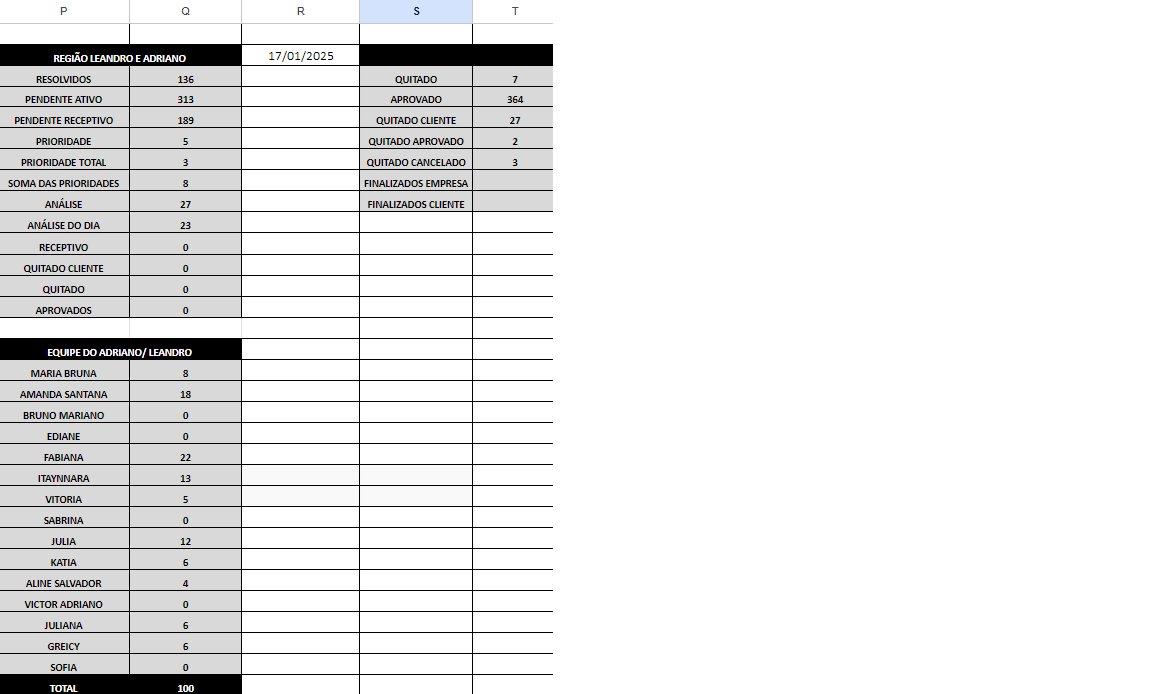 P Q R S T
REGIÃO LEANDRO E ADRIANO 17/01/2025
RESOLVIDOS 136 QUITADO 7
PENDENTE ATIVO 313 APROVADO 364
PENDENTE RECEPTIVO 189 QUITADO CLIENTE 27
PRIORIDADE 5 QUITADO APROVADO 2
PRIORIDADE TOTAL 3 QUITADO CANCELADO 3
SOMA DAS PRIORIDADES 8 FINALIZADOS EMPRESA
ANÁLISE 27 FINALIZADOS CLIENTE
ANÁLISE DO DIA 23
RECEPTIVO 0
QUITADO CLIENTE 0
QUITADO 0
APROVADOS 0
EQUIPE DO ADRIANO/ LEANDRO
MARIA BRUNA 8
AMANDA SANTANA 18
BRUNO MARIANO 0
EDIANE 0
FABIANA 22
ITAYNNARA 13
VITORIA 5
SABRINA 0
JULIA 12
KATIA 6
ALINE SALVADOR 4
VICTOR ADRIANO 0
JULIANA 6
GREICY 6
SOFIA 0
TOTAL 100